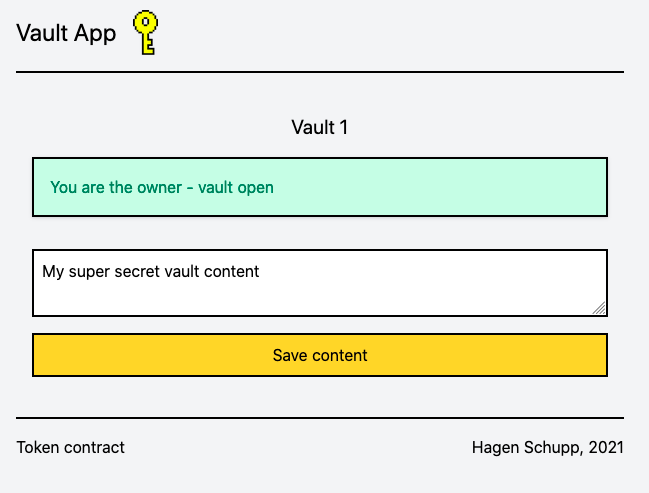 Vault App
Vault 1
You are the owner - vault open
My super secret vault content
Save content
Token contract
Hagen Schupp, 2021